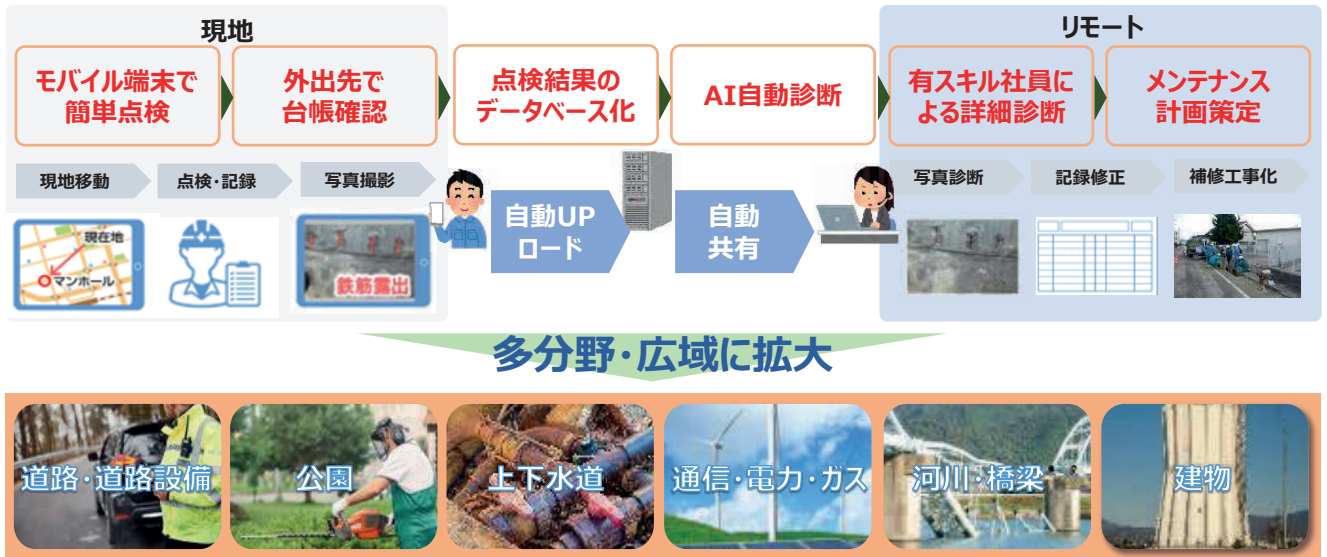 現地
リモート
モバイル端末で
簡単点検
外出先で
台帳確認
点検結果の
データベース化
AI自動診断
有スキル社員に
よる詳細診断
メンテナンス
計画策定
現地移動
点検・記録
写真撮影
写真診断
記録修正
補修工事化
現在地
マンホール
鉄筋露出
自動UP
ロード
自動
共有
多分野・広域に拡大
道路・道路設備
公園
上下水道
通信・電力・ガス
河川・橋梁
建物